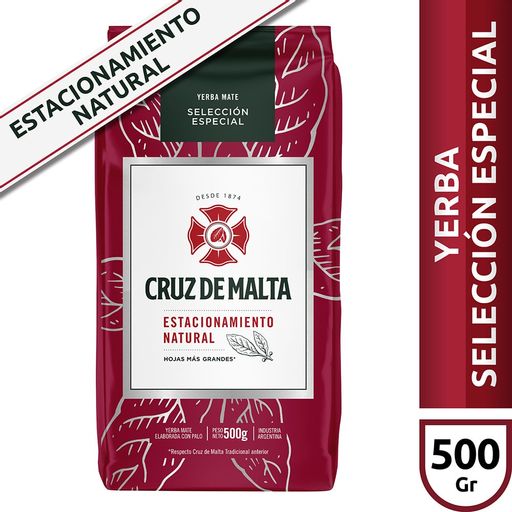 ESTACIONAMIENTO
NATURAL
YERBA MATE
SELECCIÓN
ESPECIAL
DESDE 1874
CRUZ DE MALTA
ESTACIONAMIENTO
NATURAL
HOJAS MÁS GRANDES*
YERBA MATE
ELABORADA CON PALO
PESO
NETO 500g
INDUSTRIA
ARGENTINA
*Respecto Cruz de Malta Tradicional anterior
YERBA
SELECCIÓN ESPECIAL
500
Gr